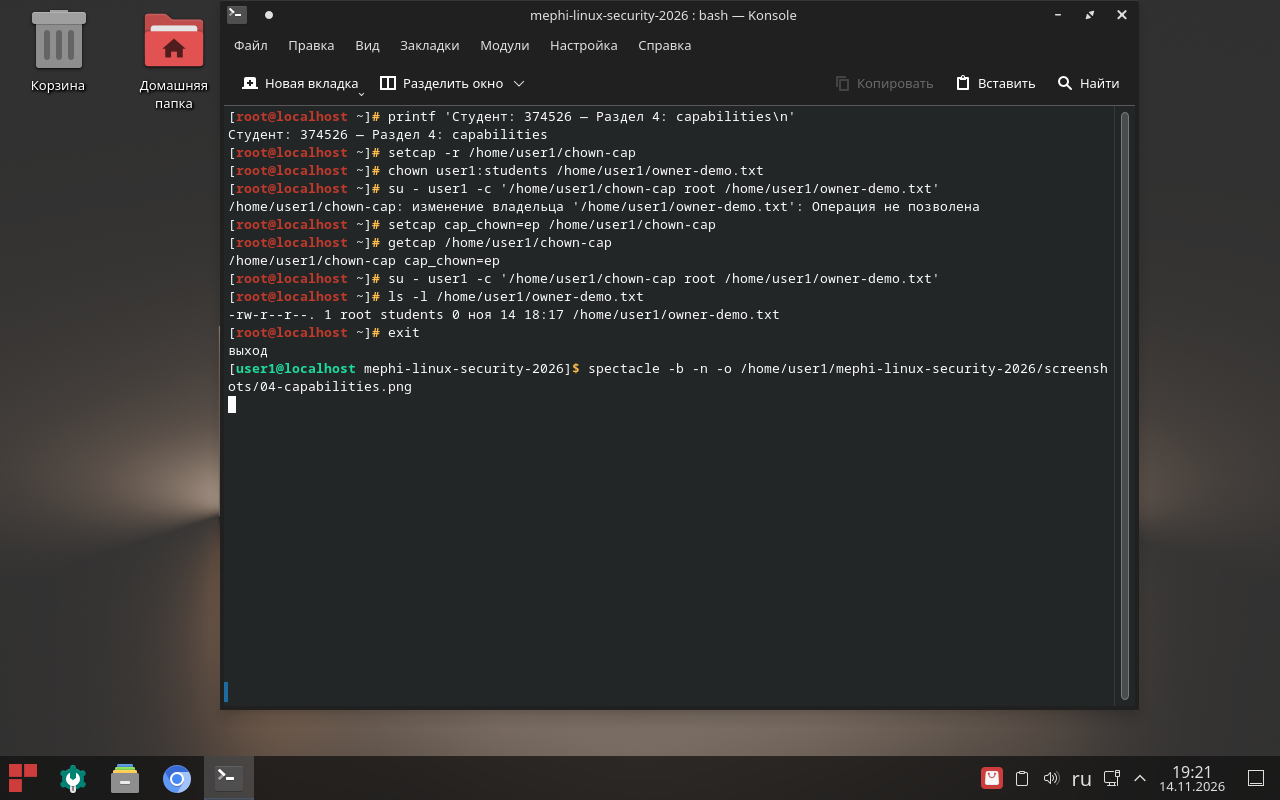 Корзина
Домашняя
папка
mephi-linux-security-2026 : bash — Konsole
Файл Правка Вид Закладки Модули Настройка Справка
Новая вкладка Разделить окно Копировать Вставить Найти
[root@localhost ~]# printf 'Студент: 374526 — Раздел 4: capabilities\n'
Студент: 374526 — Раздел 4: capabilities
[root@localhost ~]# setcap -r /home/user1/chown-cap
[root@localhost ~]# chown user1:students /home/user1/owner-demo.txt
[root@localhost ~]# su - user1 -c '/home/user1/chown-cap root /home/user1/owner-demo.txt'
/home/user1/chown-cap: изменение владельца '/home/user1/owner-demo.txt': Операция не позволена
[root@localhost ~]# setcap cap_chown=ep /home/user1/chown-cap
[root@localhost ~]# getcap /home/user1/chown-cap
/home/user1/chown-cap cap_chown=ep
[root@localhost ~]# su - user1 -c '/home/user1/chown-cap root /home/user1/owner-demo.txt'
[root@localhost ~]# ls -l /home/user1/owner-demo.txt
-rw-r--r--. 1 root students 0 ноя 14 18:17 /home/user1/owner-demo.txt
[root@localhost ~]# exit
выход
[user1@localhost mephi-linux-security-2026]$ spectacle -b -n -o /home/user1/mephi-linux-security-2026/screensh
ots/04-capabilities.png
ru
19:21
14.11.2026